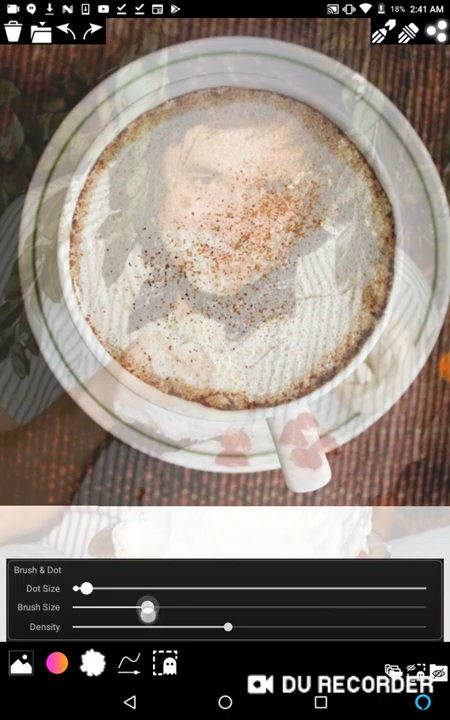 18% 2:41 AM
Brush & Dot
Dot Size
Brush Size
Density
DU RECORDER